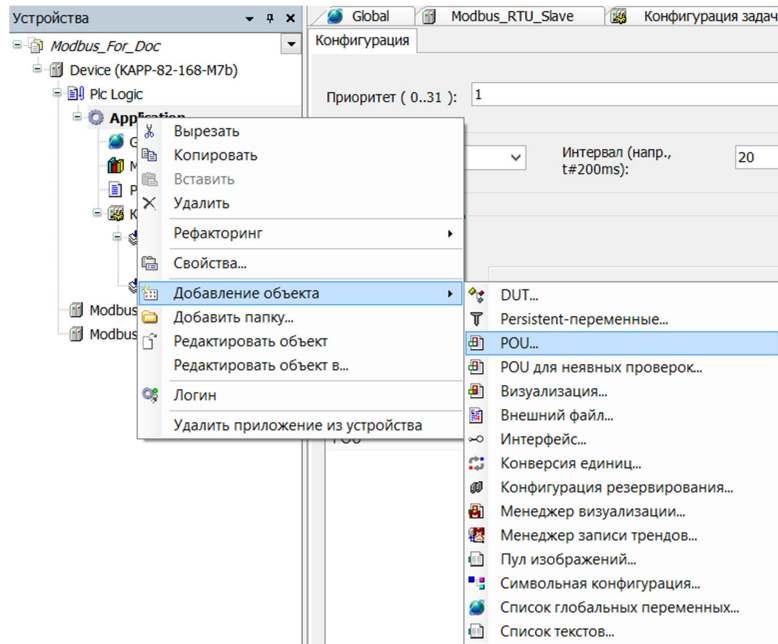 Устройства
Global
Modbus_RTU_Slave
Конфигурация задач
Modbus_For_Doc
Конфигурация
Device (KAPP-82-168-M7b)
Plc Logic
Приоритет ( 0..31 ):
1
Application
Вырезать
Копировать
Вставить
Удалить
Рефакторинг
Свойства...
Добавление объекта
Добавить папку...
Редактировать объект
Редактировать объект в...
Логин
Удалить приложение из устройства
Интервал (напр.,
t#200ms):
20
Modbus
Modbus
DUT...
Persistent-переменные...
POU...
POU для неявных проверок...
Визуализация...
Внешний файл...
Интерфейс...
Конверсия единиц...
Конфигурация резервирования...
Менеджер визуализации...
Менеджер записи трендов...
Пул изображений...
Символьная конфигурация...
Список глобальных переменных...
Список текстов...